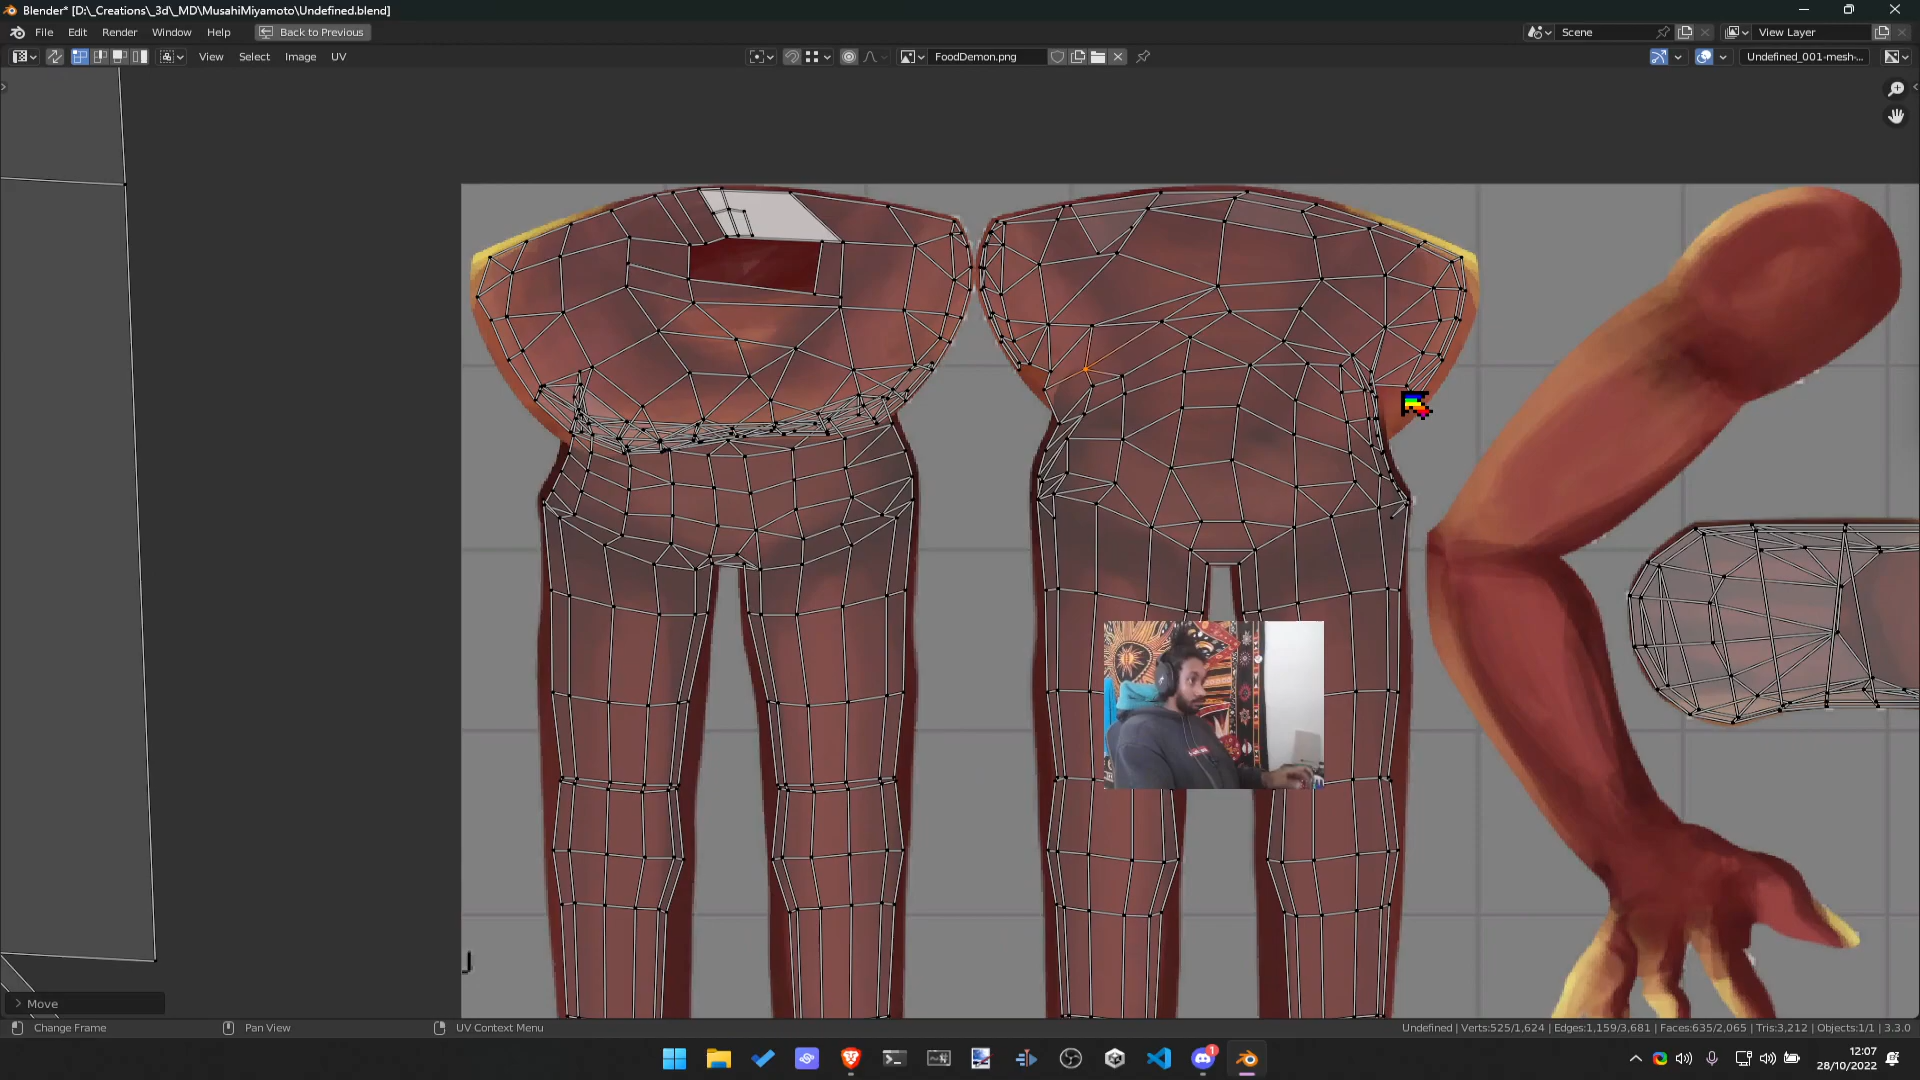 Blender* [D:\_Creations\_3d\_MD\MusahiMiyamoto\Undefined.blend]
File Edit Render Window Help Back to Previous Scene View Layer
View Select Image UV FoodDemon.png Undefined_001-mesh-...
Move
Change Frame Pan View UV Context Menu Undefined | Verts:525/1,624 | Edges:1,159/3,681 | Faces:635/2,065 | Tris:3,212 | Objects:1/1 | 3.3.0
1
12:07
28/10/2022